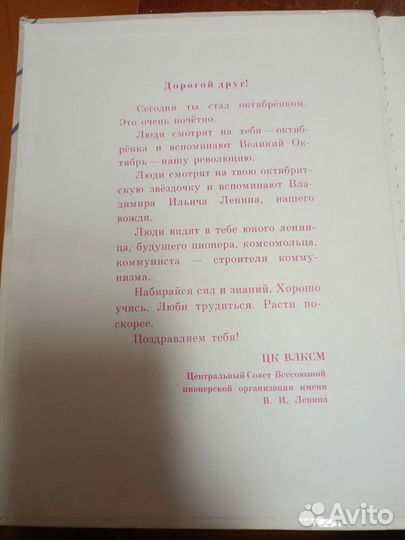 Дорогой друг!
Сегодня ты стал октябрёнком.
Это очень почётно.
Люди смотрят на тебя — октяб-
рёнка и вспоминают Великий Ок-
тябрь — нашу революцию.
Люди смотрят на твою октябрят-
скую звёздочку и вспоминают Вла-
димира Ильича Ленина, нашего
вождя.
Люди видят в тебе юного ленин-
ца, будущего пионера, комсомольца,
коммуниста — строителя комму-
низма.
Набирайся сил и знаний. Хорошо
учись. Люби трудиться. Расти по-
скорее.
Поздравляем тебя!
ЦК ВЛКСМ
Центральный Совет Всесоюзной
пионерской организации имени
В. И. Ленина
Avito